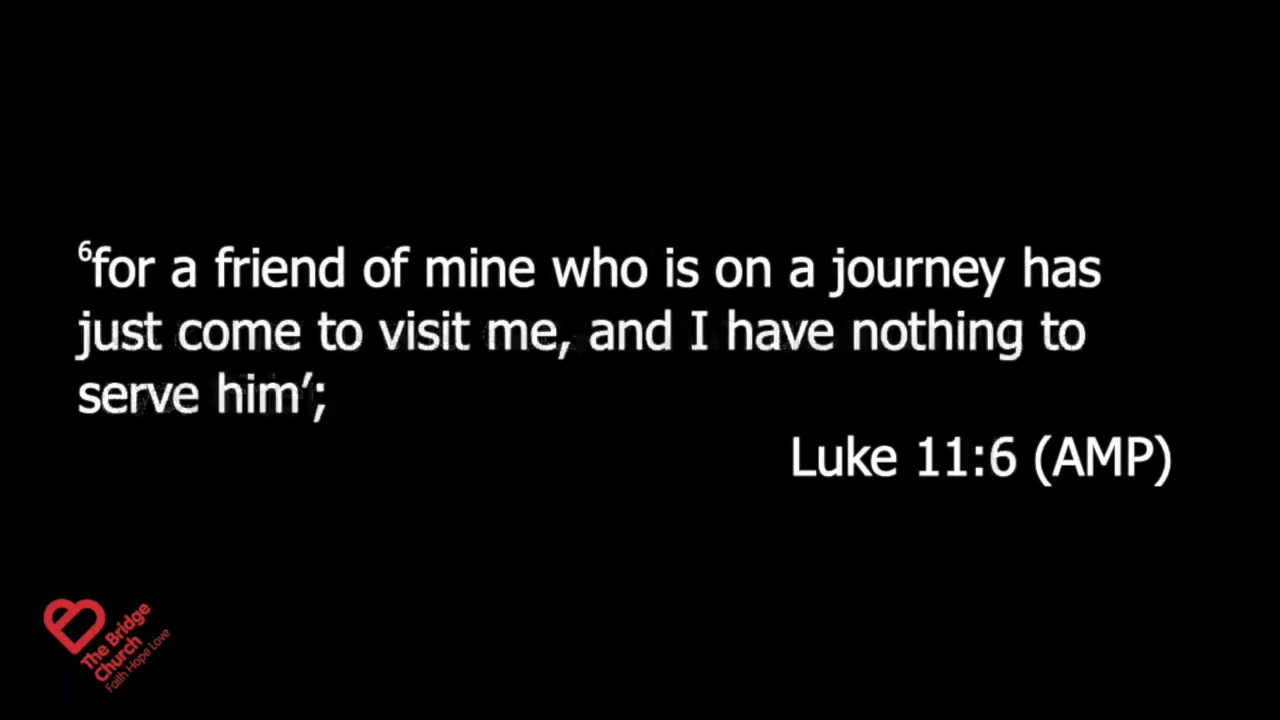 ⁶for a friend of mine who is on a journey has
just come to visit me, and I have nothing to
serve him’;
Luke 11:6 (AMP)
The Bridge
Church
Faith Hope Love